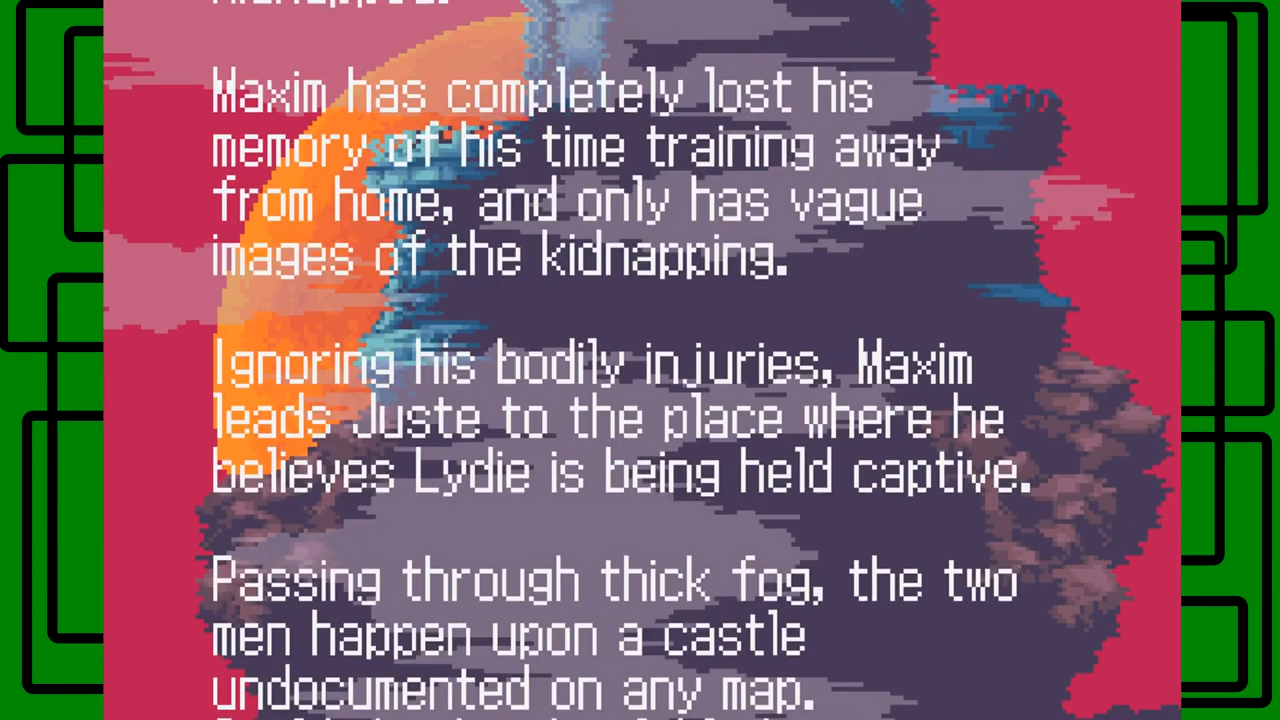 Maxim has completely lost his
memory of his time training away
from home, and only has vague
images of the kidnapping.
Ignoring his bodily injuries, Maxim
leads Juste to the place where he
believes Lydie is being held captive.
Passing through thick fog, the two
men happen upon a castle
undocumented on any map.